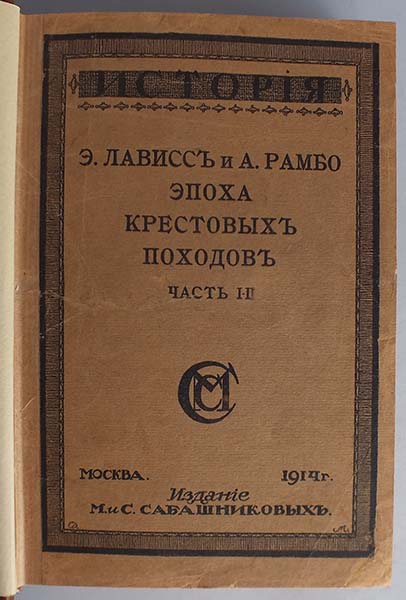 ИСТОРІЯ
Э. ЛАВИССЪ И А. РАМБО
ЭПОХА
КРЕСТОВЫХЪ
ПОХОДОВЪ
ЧАСТЬ I-II
МОСКВА. 1914 г.
Изданіе
М. и С. САБАШНИКОВЫХЪ.